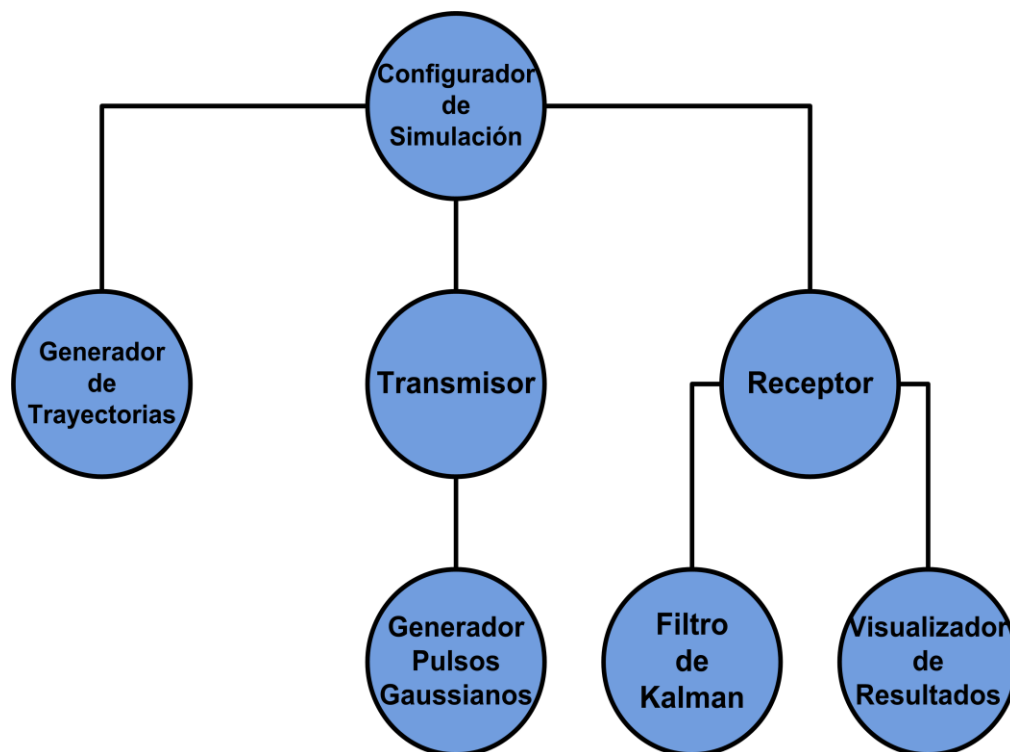 Configurador
de
Simulación
Generador
de
Trayectorias
Transmisor
Receptor
Generador
Pulsos
Gaussianos
Filtro
de
Kalman
Visualizador
de
Resultados